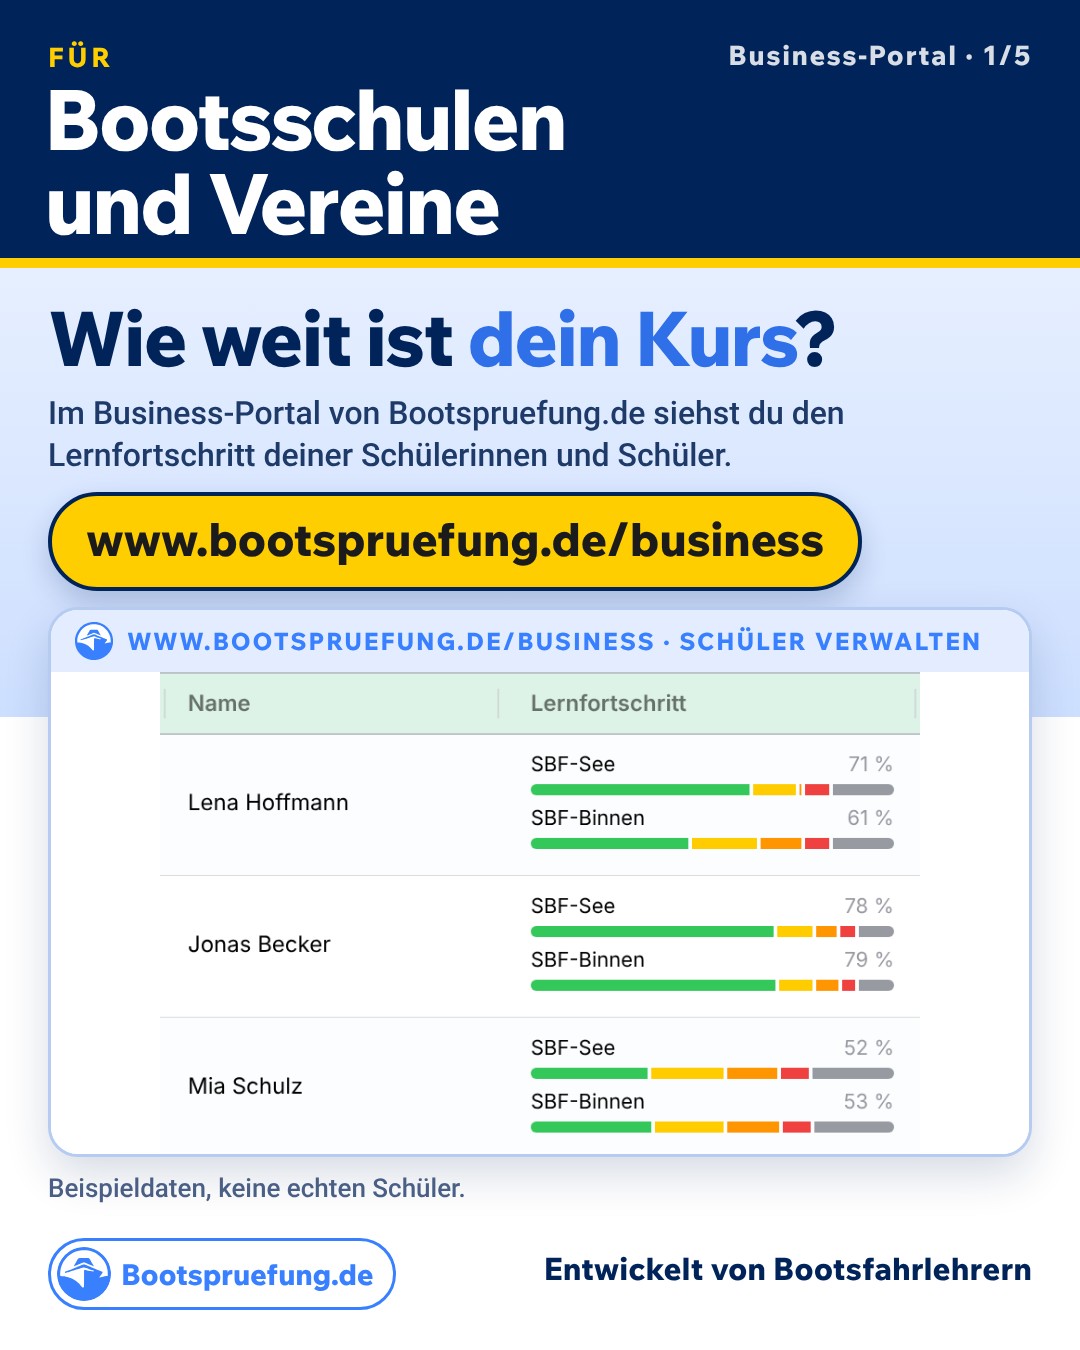 FÜR
Business-Portal · 1/5
Bootsschulen
und Vereine
Wie weit ist dein Kurs?
Im Business-Portal von Bootspruefung.de siehst du den
Lernfortschritt deiner Schülerinnen und Schüler.
www.bootspruefung.de/business
WWW.BOOTSPRUEFUNG.DE/BUSINESS · SCHÜLER VERWALTEN
Name Lernfortschritt
SBF-See 71 %
Lena Hoffmann
SBF-Binnen 61 %
SBF-See 78 %
Jonas Becker
SBF-Binnen 79 %
SBF-See 52 %
Mia Schulz
SBF-Binnen 53 %
Beispieldaten, keine echten Schüler.
Bootspruefung.de
Entwickelt von Bootsfahrlehrern